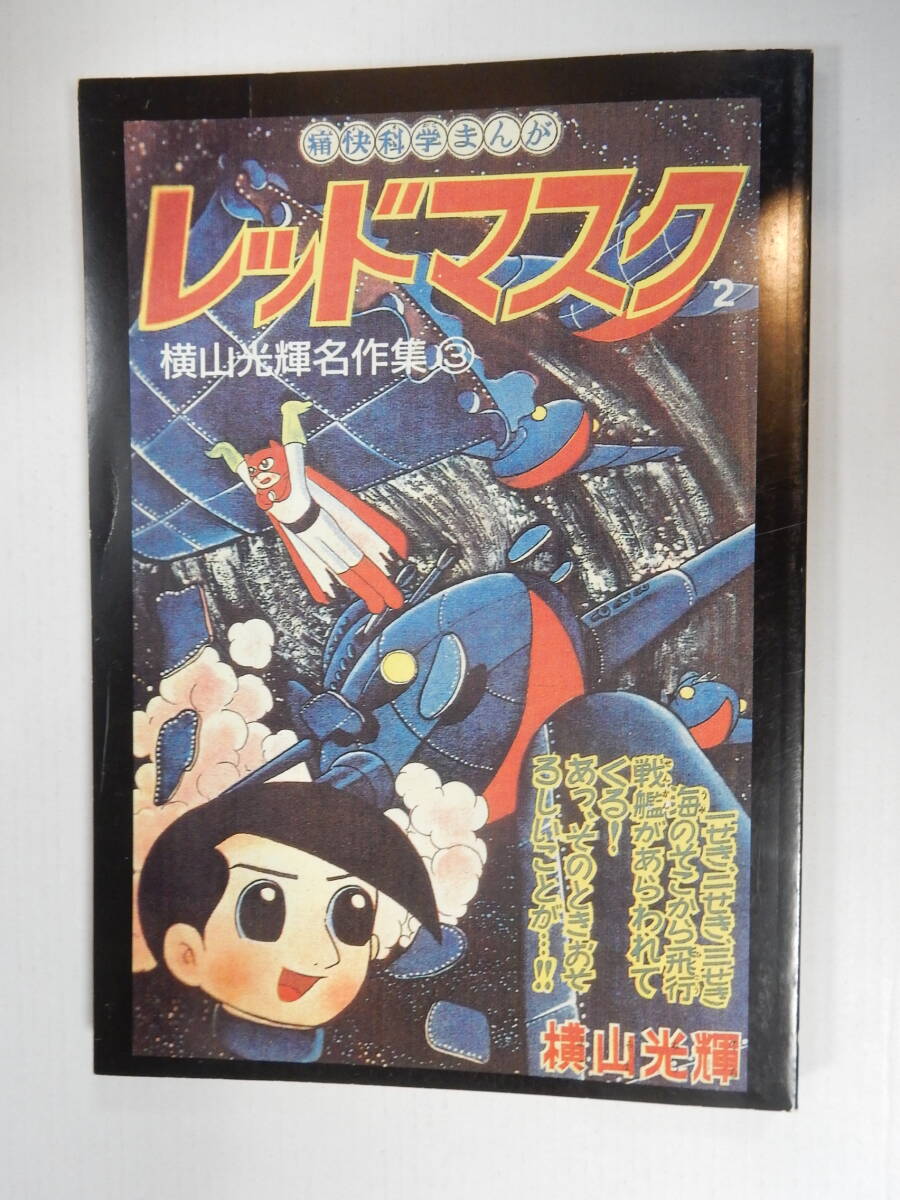 痛快科学まんが
レッドマスク
2
横山光輝名作集③
一せき、二せき、三せき
海のそこから飛行
戦艦があらわれて
くる!
あっ、そのときおそ
ろしいことが…!!
横山光輝